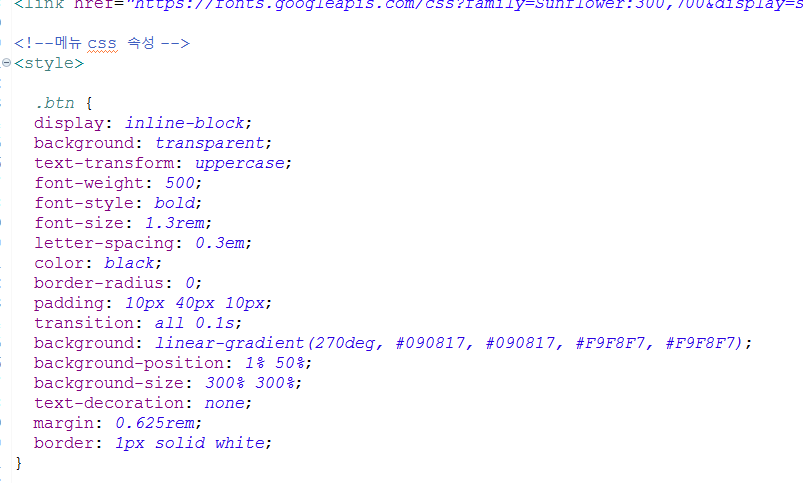 <link href="https://fonts.googleapis.com/css?family=Sunflower:300,700&display=s
<!--메뉴 css 속성 -->
<style>
.btn {
display: inline-block;
background: transparent;
text-transform: uppercase;
font-weight: 500;
font-style: bold;
font-size: 1.3rem;
letter-spacing: 0.3em;
color: black;
border-radius: 0;
padding: 10px 40px 10px;
transition: all 0.1s;
background: linear-gradient(270deg, #090817, #090817, #F9F8F7, #F9F8F7);
background-position: 1% 50%;
background-size: 300% 300%;
text-decoration: none;
margin: 0.625rem;
border: 1px solid white;
}